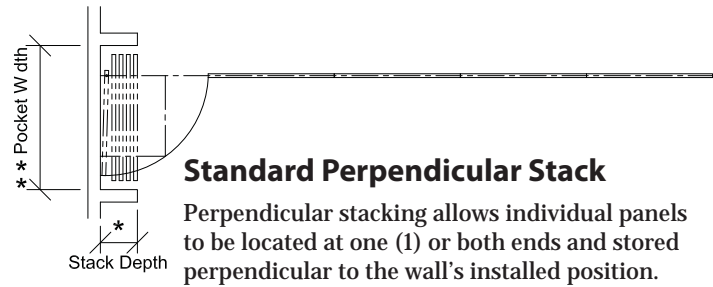 * * Pocket W dth
Standard Perpendicular Stack
Perpendicular stacking allows individual panels
to be located at one (1) or both ends and stored
perpendicular to the wall's installed position.
*
Stack Depth